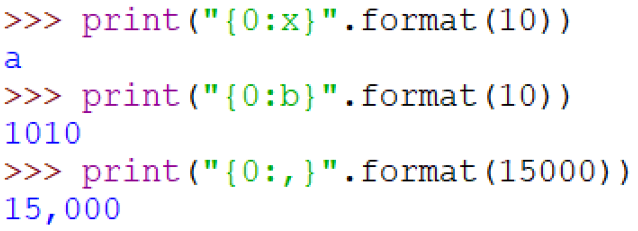 >>> print("{0:x}".format(10))
a
>>> print("{0:b}".format(10))
1010
>>> print("{0:,}".format(15000))
15,000